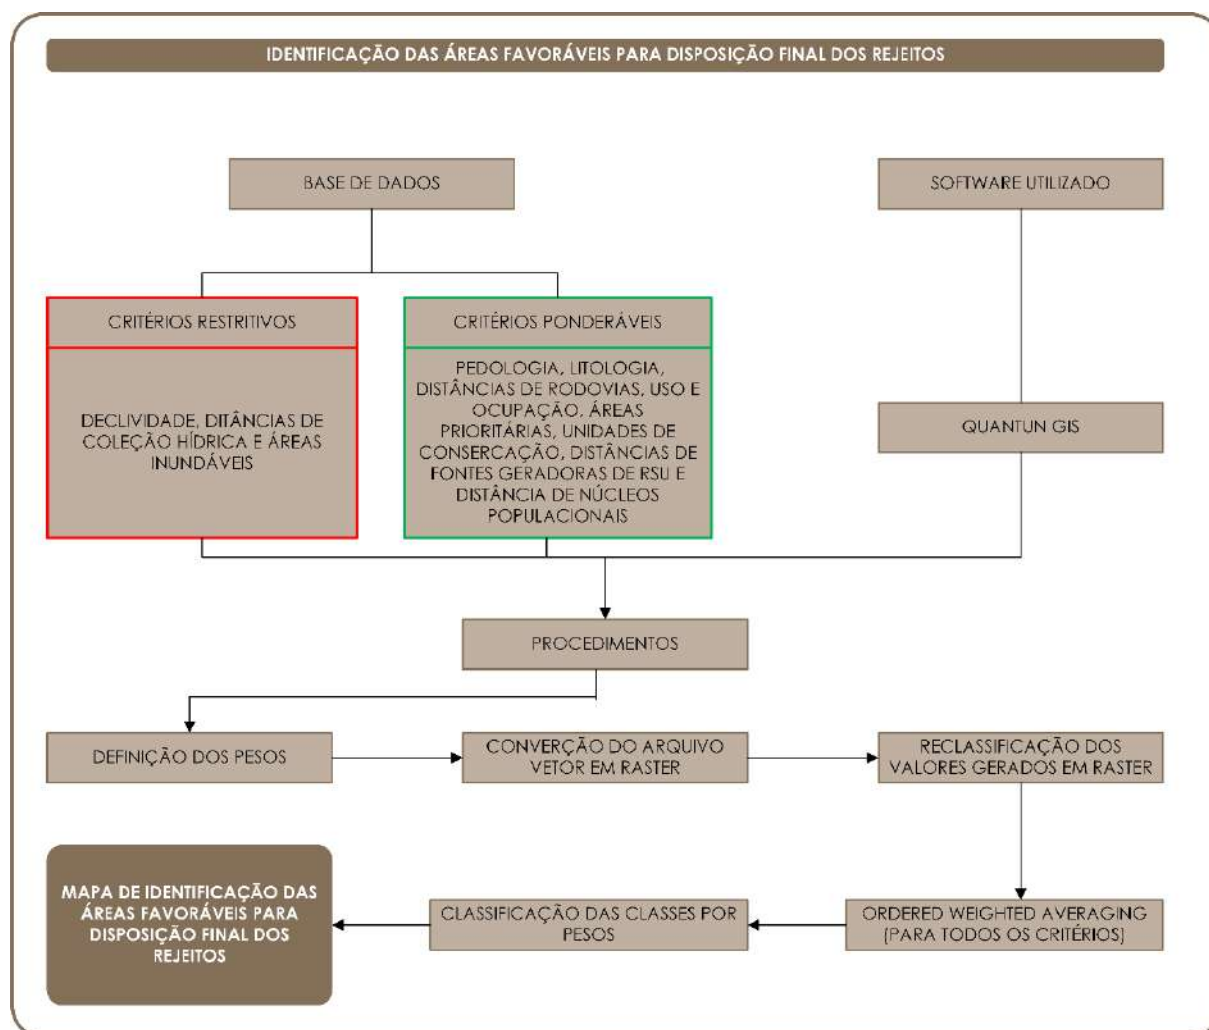 IDENTIFICAÇÃO DAS ÁREAS FAVORÁVEIS PARA DISPOSIÇÃO FINAL DOS REJEITOS
BASE DE DADOS
SOFTWARE UTILIZADO
CRITÉRIOS RESTRITIVOS
DECLIVIDADE, DITÂNCIAS DE
COLEÇÃO HÍDRICA E ÁREAS
INUNDÁVEIS
CRITÉRIOS PONDERÁVEIS
PEDOLOGIA, LITOLOGIA,
DISTÂNCIAS DE RODOVIAS, USO E
OCUPAÇÃO, ÁREAS
PRIORITÁRIAS, UNIDADES DE
CONSERCAÇÃO, DISTÂNCIAS DE
FONTES GERADORAS DE RSU E
DISTÂNCIA DE NÚCLEOS
POPULACIONAIS
QUANTUN GIS
PROCEDIMENTOS
DEFINIÇÃO DOS PESOS
CONVERÇÃO DO ARQUIVO
VETOR EM RASTER
RECLASSIFICAÇÃO DOS
VALORES GERADOS EM RASTER
ORDERED WEIGHTED AVERAGING
(PARA TODOS OS CRITÉRIOS)
CLASSIFICAÇÃO DAS CLASSES POR
PESOS
MAPA DE IDENTIFICAÇÃO DAS
ÁREAS FAVORÁVEIS PARA
DISPOSIÇÃO FINAL DOS
REJEITOS